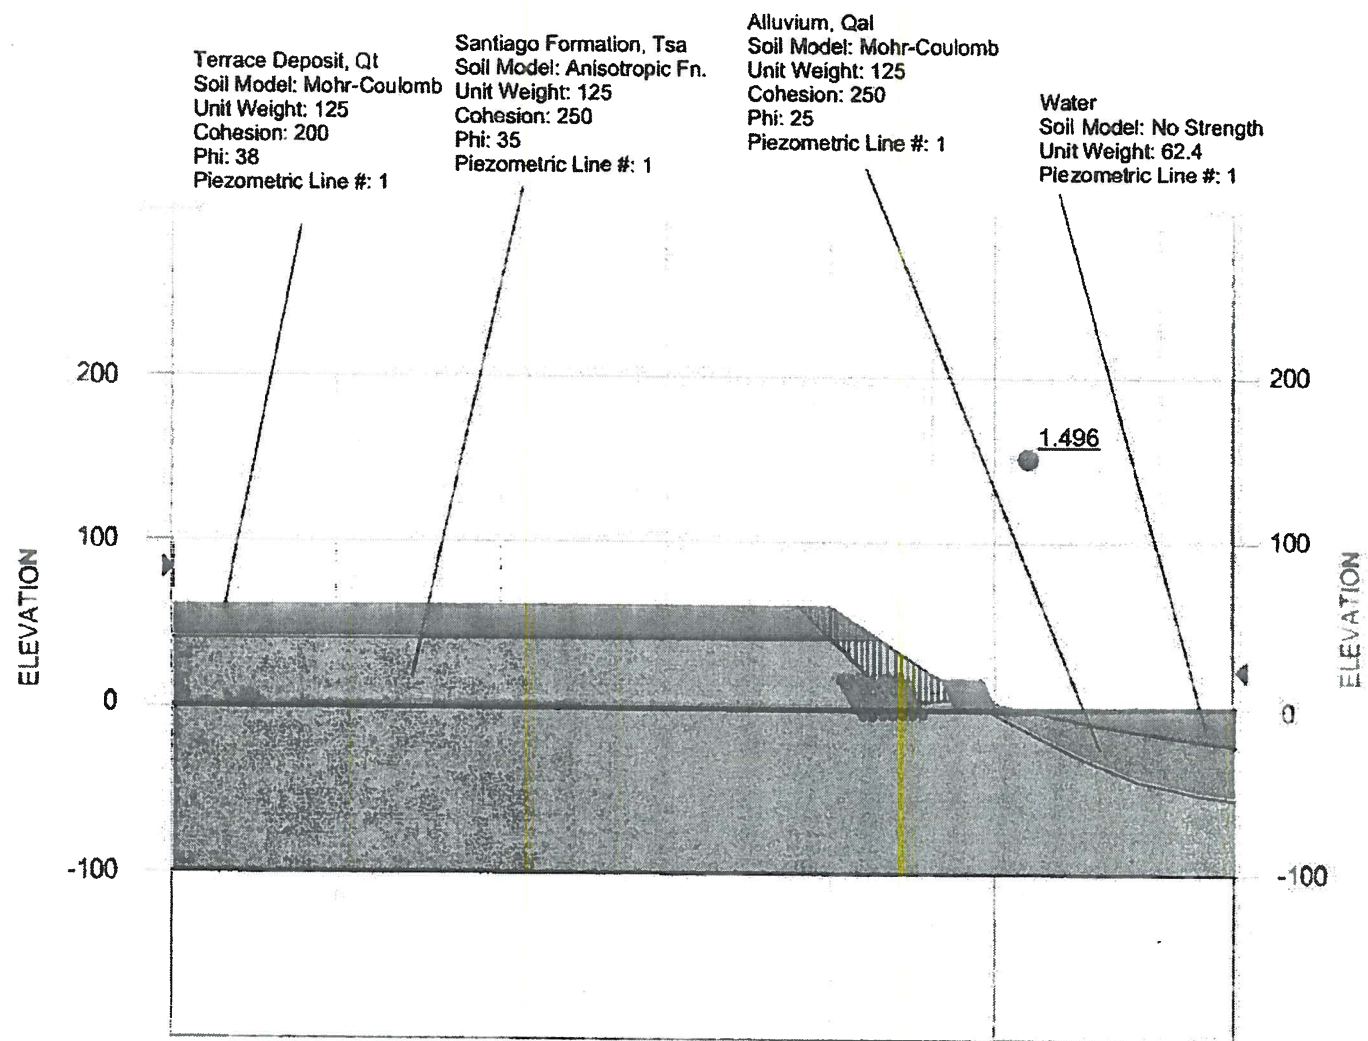 Terrace Deposit, Qt
Soil Model: Mohr-Coulomb
Unit Weight: 125
Cohesion: 200
Phi: 38
Piezometric Line #: 1
Santiago Formation, Tsa
Soil Model: Anisotropic Fn.
Unit Weight: 125
Cohesion: 250
Phi: 35
Piezometric Line #: 1
Alluvium, Qal
Soil Model: Mohr-Coulomb
Unit Weight: 125
Cohesion: 250
Phi: 25
Piezometric Line #: 1
Water
Soil Model: No Strength
Unit Weight: 62.4
Piezometric Line #: 1
200
100
0
-100
ELEVATION
1.496
200
100
0
-100
ELEVATION